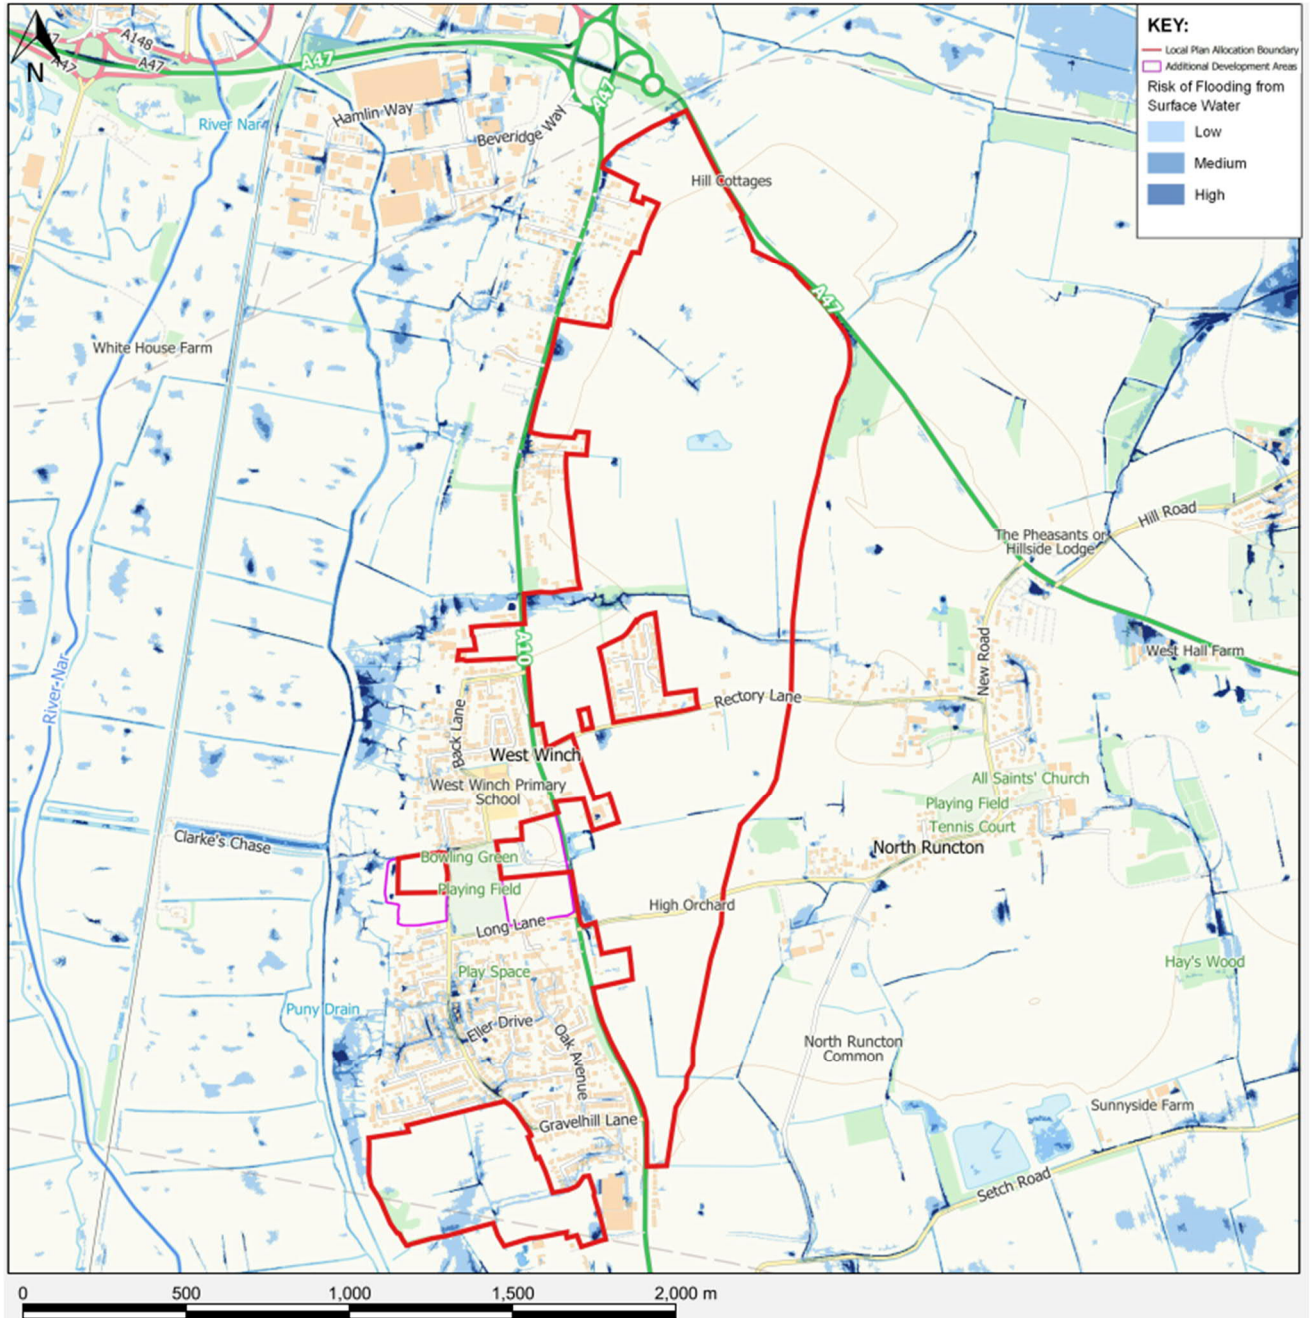 KEY:
Local Plan Allocation Boundary
Additional Development Areas
Risk of Flooding from
Surface Water
Low
Medium
High
N
A148
A47
A47
A47
A47
River Nar
Hamlin Way
Beveridge Way
Hill Cottages
A47
White House Farm
Hill Road
The Pheasants or
Hillside Lodge
A10
New Road
West Hall Farm
River Nar
Back Lane
Rectory Lane
West Winch
West Winch Primary
School
All Saints' Church
Playing Field
Tennis Court
Clarke's Chase
North Runcton
Bowling Green
Playing Field
High Orchard
Long Lane
Hay's Wood
Play Space
Puny Drain
Eller Drive
Oak Avenue
North Runcton
Common
Sunnyside Farm
Gravelhill Lane
Setch Road
0 500 1,000 1,500 2,000 m